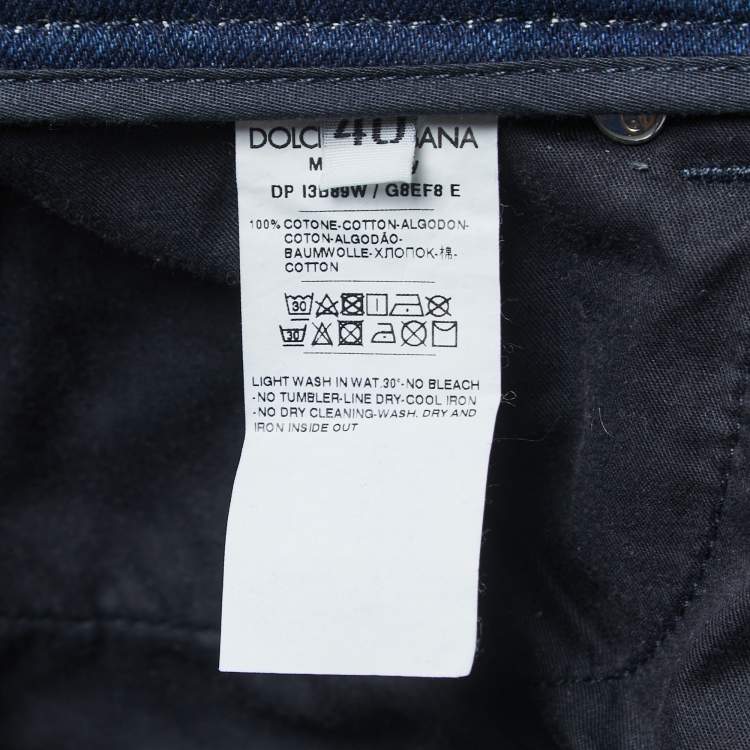 40
DOLC ANA
M y
DP I3B89W / G8EF8 E
100% COTONE-COTTON-ALGODON-
COTON-ALGODÃO-
BAUMWOLLE-ХЛОПОК-棉-
COTTON
30
30
LIGHT WASH IN WAT.30°-NO BLEACH
-NO TUMBLER-LINE DRY-COOL IRON
-NO DRY CLEANING-WASH, DRY AND
IRON INSIDE OUT